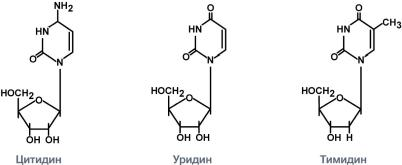 NH₂
HN
O
N
HOCH₂
O
OH OH
Цитидин
O
HN
O
N
HOCH₂
O
OH OH
Уридин
O
HN
CH₃
O
N
HOCH₂
O
OH H
Тимидин